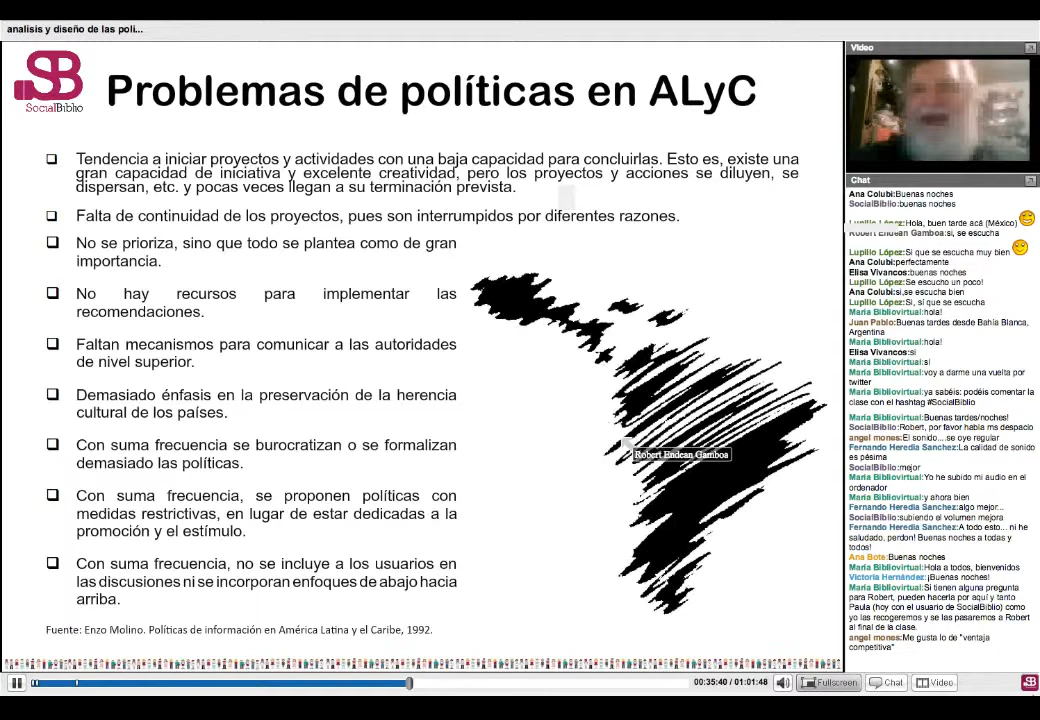 analisis y diseño de las poli...
SB
SocialBiblio
Problemas de políticas en ALyC
Tendencia a iniciar proyectos y actividades con una baja capacidad para concluirlas. Esto es, existe una
gran capacidad de iniciativa y excelente creatividad, pero los proyectos y acciones se diluyen, se
dispersan, etc. y pocas veces llegan a su terminación prevista.
Falta de continuidad de los proyectos, pues son interrumpidos por diferentes razones.
No se prioriza, sino que todo se plantea como de gran
importancia.
No hay recursos para implementar las
recomendaciones.
Faltan mecanismos para comunicar a las autoridades
de nivel superior.
Demasiado énfasis en la preservación de la herencia
cultural de los países.
Con suma frecuencia se burocratizan o se formalizan
demasiado las políticas.
Con suma frecuencia, se proponen políticas con
medidas restrictivas, en lugar de estar dedicadas a la
promoción y el estímulo.
Con suma frecuencia, no se incluye a los usuarios en
las discusiones ni se incorporan enfoques de abajo hacia
arriba.
Fuente: Enzo Molino. Políticas de información en América Latina y el Caribe, 1992.
Robert Endean Gamboa
Video
Chat
Ana Colubi:Buenas noches
SocialBiblio:buenas noches
Lupillo López:Hola, buen tarde acá (México)
Robert Endean Gamboa:si, se escucha
Lupillo López:Si que se escucha muy bien
Ana Colubi:perfectamente
Elisa Vivancos:buenas noches
Lupillo López:Se escucho un poco!
Ana Colubi:si,se escucha bien
Lupillo López:Si, sí que se escucha
María Bibliovirtual:hola!
Juan Pablo:Buenas tardes desde Bahía Blanca,
Argentina
María Bibliovirtual:hola!
Elisa Vivancos:si
María Bibliovirtual:sí
María Bibliovirtual:voy a darme una vuelta por
twitter
María Bibliovirtual:ya sabéis: podéis comentar la
clase con el hashtag #SocialBiblio
María Bibliovirtual:Buenas tardes/noches!
SocialBiblio:Robert, por favor habla ms despacio
angel mones:El sonido....se oye regular
Fernando Heredia Sanchez:La calidad de sonido
es pésima
SocialBiblio:mejor
María Bibliovirtual:Yo he subido mi audio en el
ordenador
María Bibliovirtual:y ahora bien
Fernando Heredia Sanchez:algo mejor...
SocialBiblio:subiendo el volumen mejora
Fernando Heredia Sanchez:A todo esto... ni he
saludado, perdon! Buenas noches a todas y
todos!
Ana Bote:Buenas noches
María Bibliovirtual:Hola a todos, bienvenidos
Victoria Hernández:¡Buenas noches!
María Bibliovirtual:Si tienen alguna pregunta
para Robert, pueden hacerla por aquí y tanto
Paula (hoy con el usuario de SocialBiblio) como
yo las recogeremos y se las pasaremos a Robert
al final de la clase.
angel mones:Me gusta lo de "ventaja
competitiva"
00:35:40 / 01:01:48
Fullscreen
Chat
Video
SB